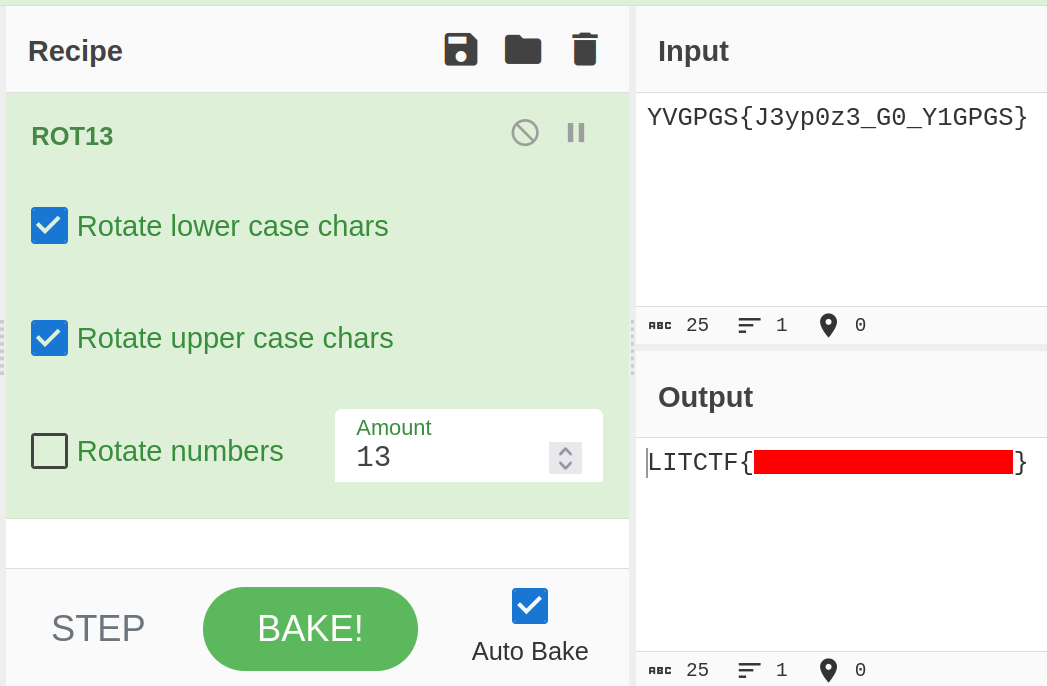 Recipe
ROT13
Rotate lower case chars
Rotate upper case chars
Rotate numbers
Amount
13
STEP
BAKE!
Auto Bake
Input
YVGPGS{J3yp0z3_G0_Y1GPGS}
ABC 25 1 0
Output
LITCTF{ }
ABC 25 1 0